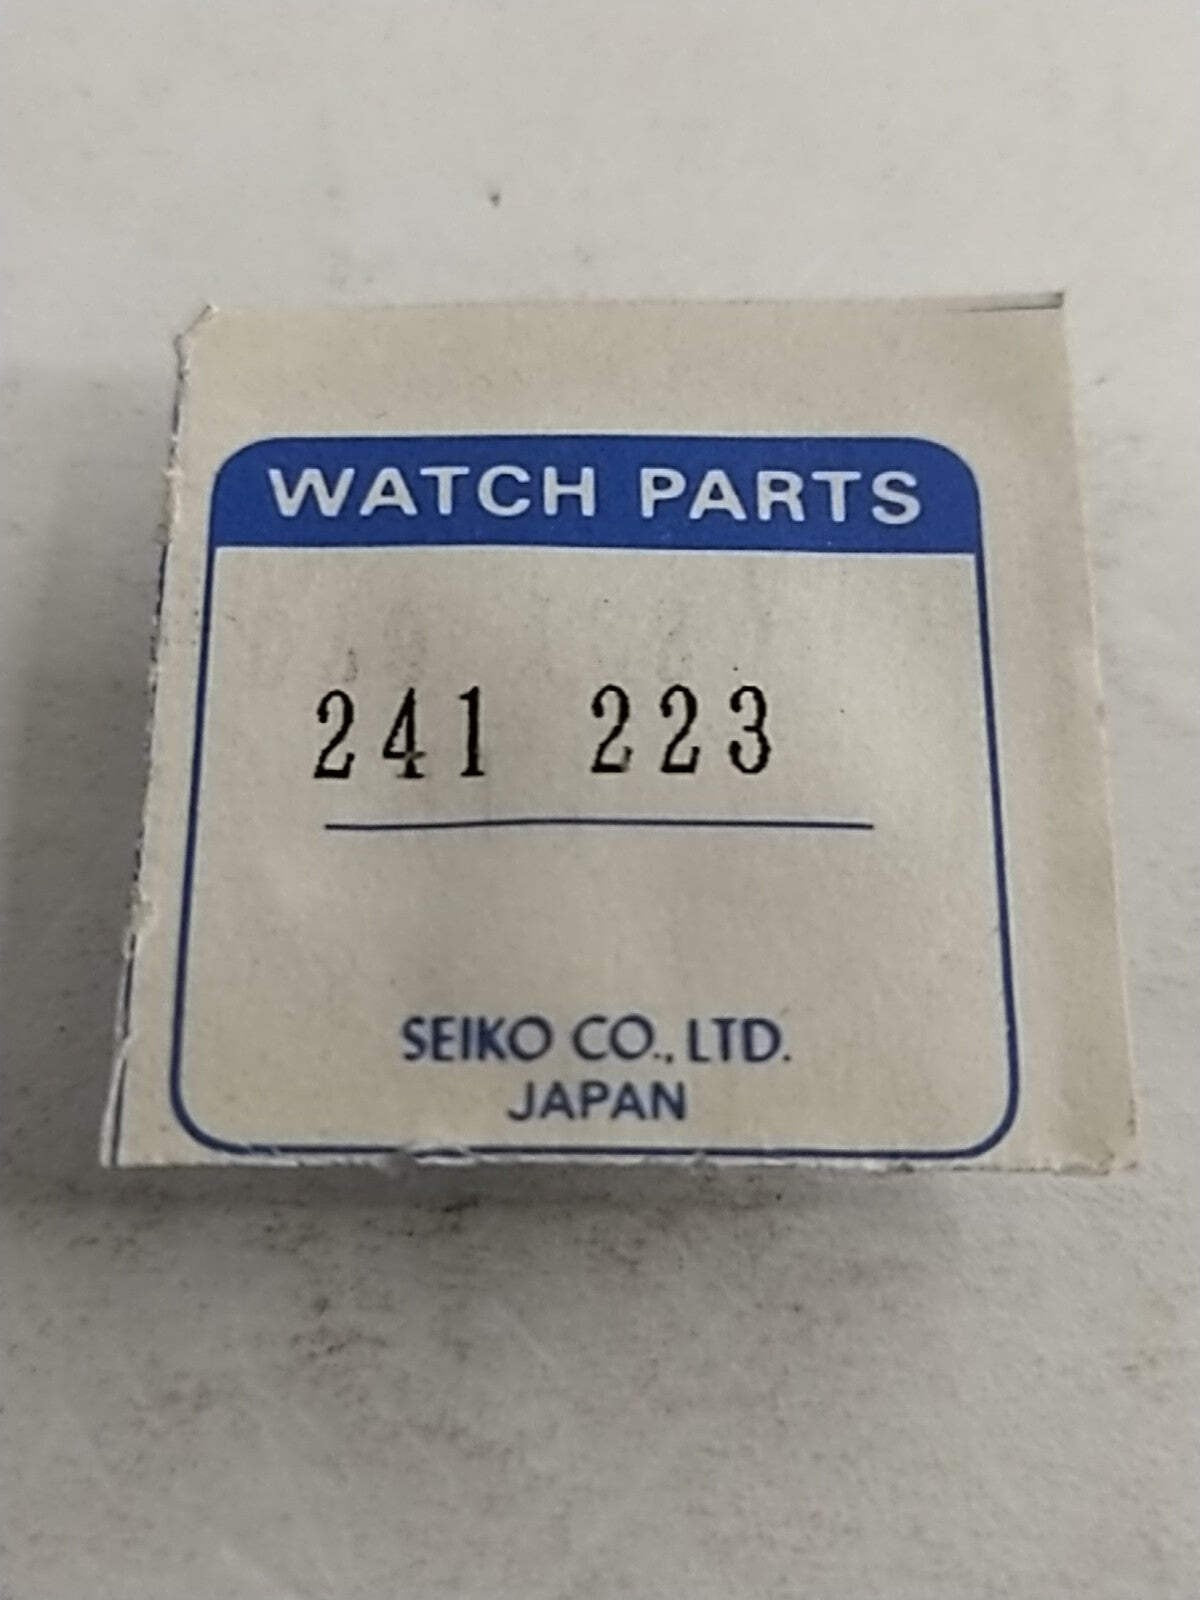 WATCH PARTS
241 223
SEIKO CO., LTD.
JAPAN